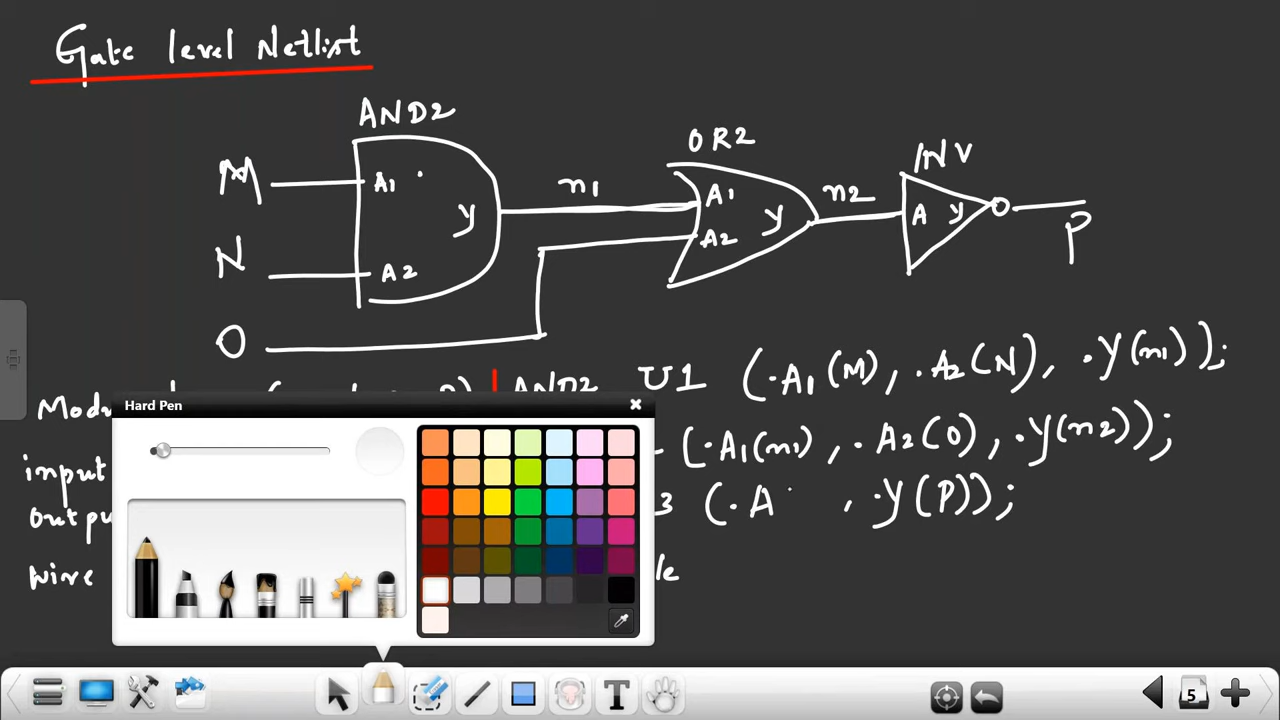 Gate level Netlist
AND2
OR2
INV
M
A1
n1
A1
n2
Y
Y
A
Y
P
N
A2
A2
O
Modu
AND2 U1 (.A1(M), .A2(N), .Y(n1));
Hard Pen
input
(.A1(n1), .A2(O), .Y(n2));
Outpu
3 (.A , .Y(P));
Wire
le
T
5